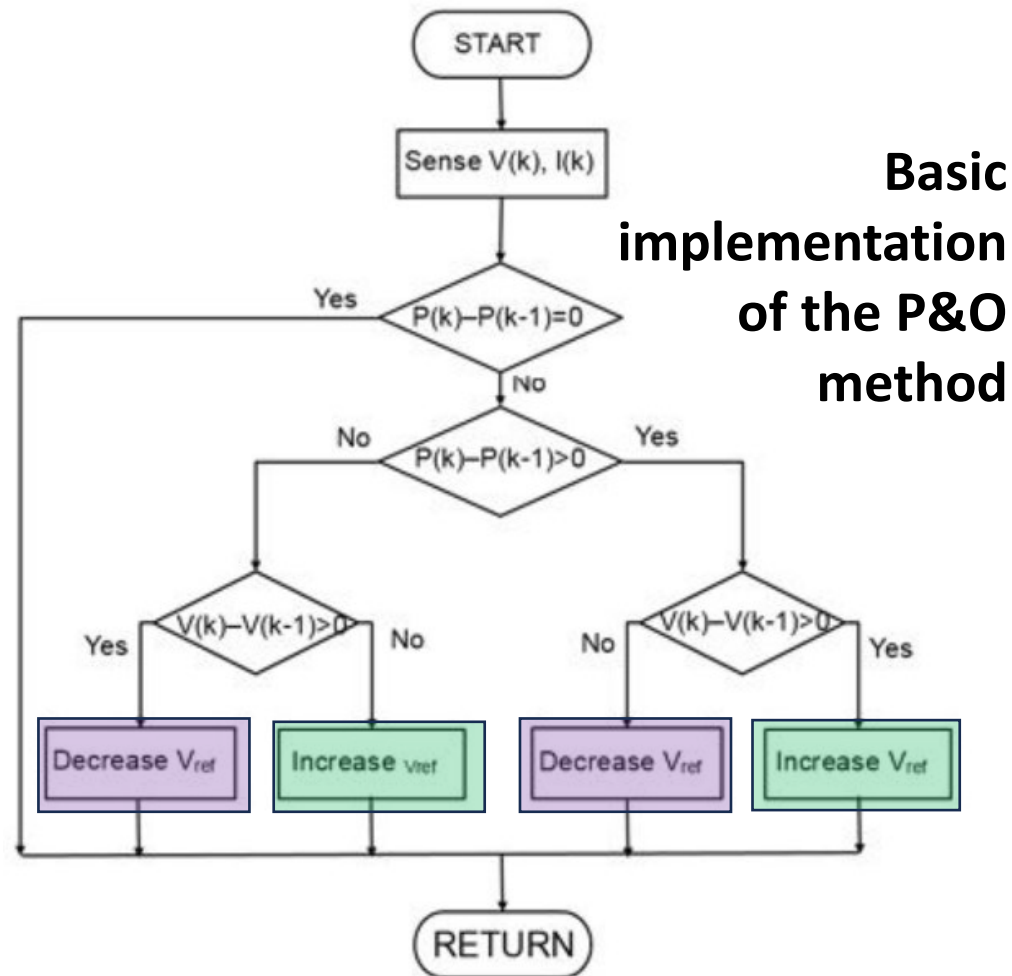 START
Sense V(k), I(k)
Basic
implementation
of the P&O
method
Yes
P(k)–P(k-1)=0
No
No
P(k)–P(k-1)>0
Yes
Yes
V(k)–V(k-1)>0
No
No
V(k)–V(k-1)>0
Yes
Decrease Vref
Increase Vref
Decrease Vref
Increase Vref
RETURN